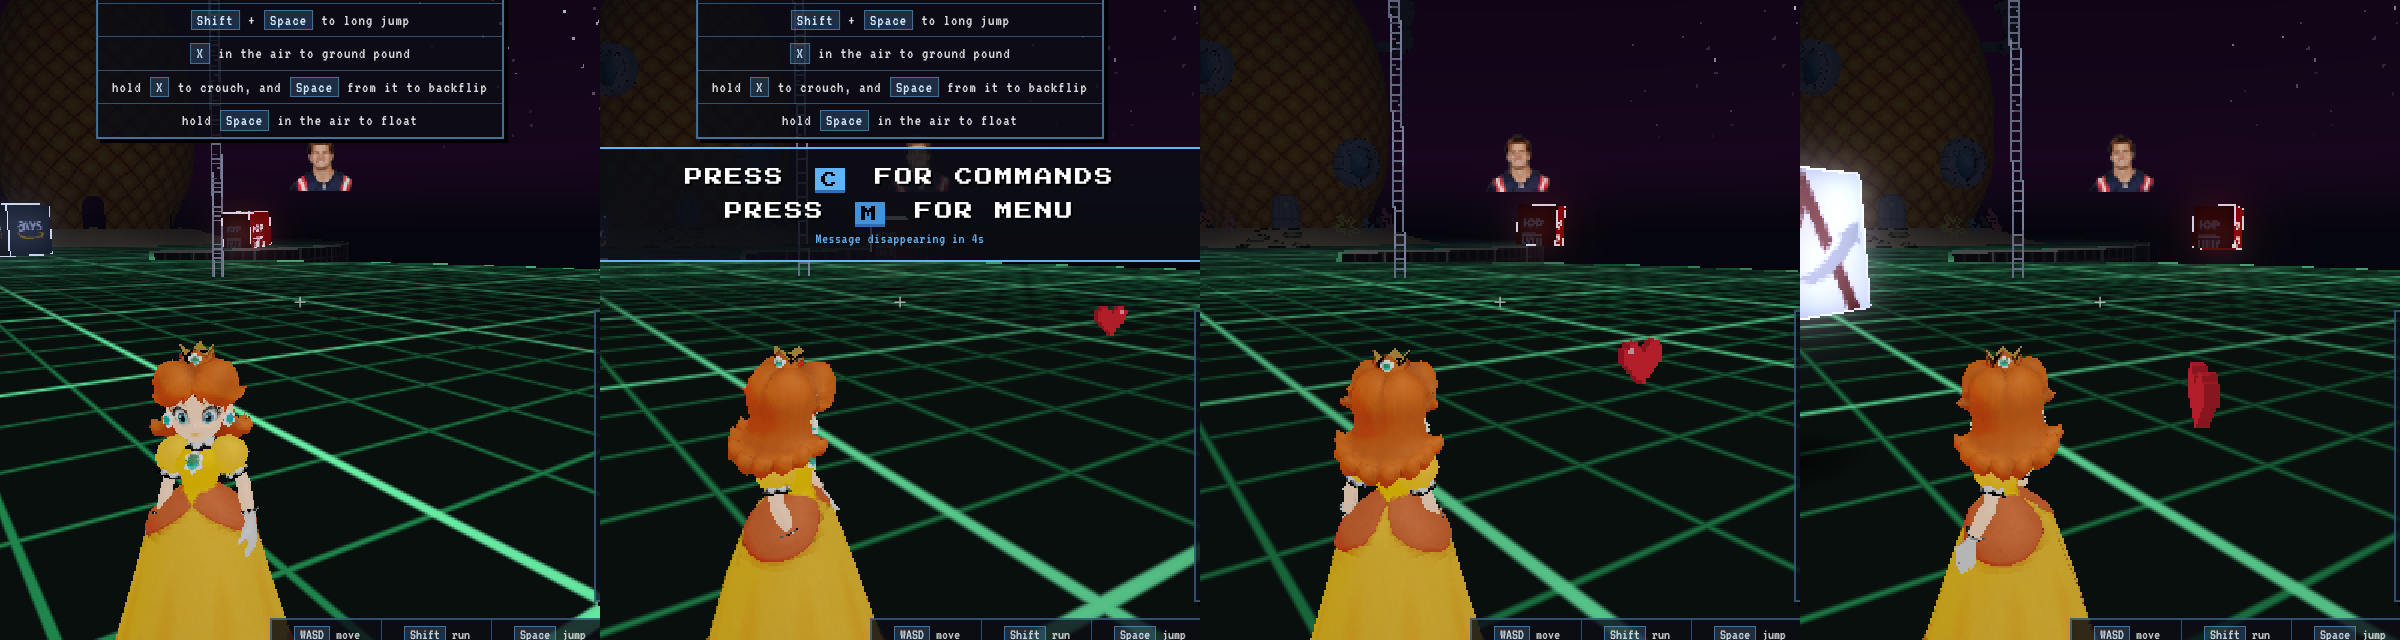 Shift + Space to long jump
X in the air to ground pound
hold X to crouch, and Space from it to backflip
hold Space in the air to float
WASD move Shift run Space jump
Shift + Space to long jump
X in the air to ground pound
hold X to crouch, and Space from it to backflip
hold Space in the air to float
PRESS C FOR COMMANDS
PRESS M FOR MENU
Message disappearing in 4s
WASD move Shift run Space jump
WASD move Shift run Space jump
WASD move Shift run Space jump